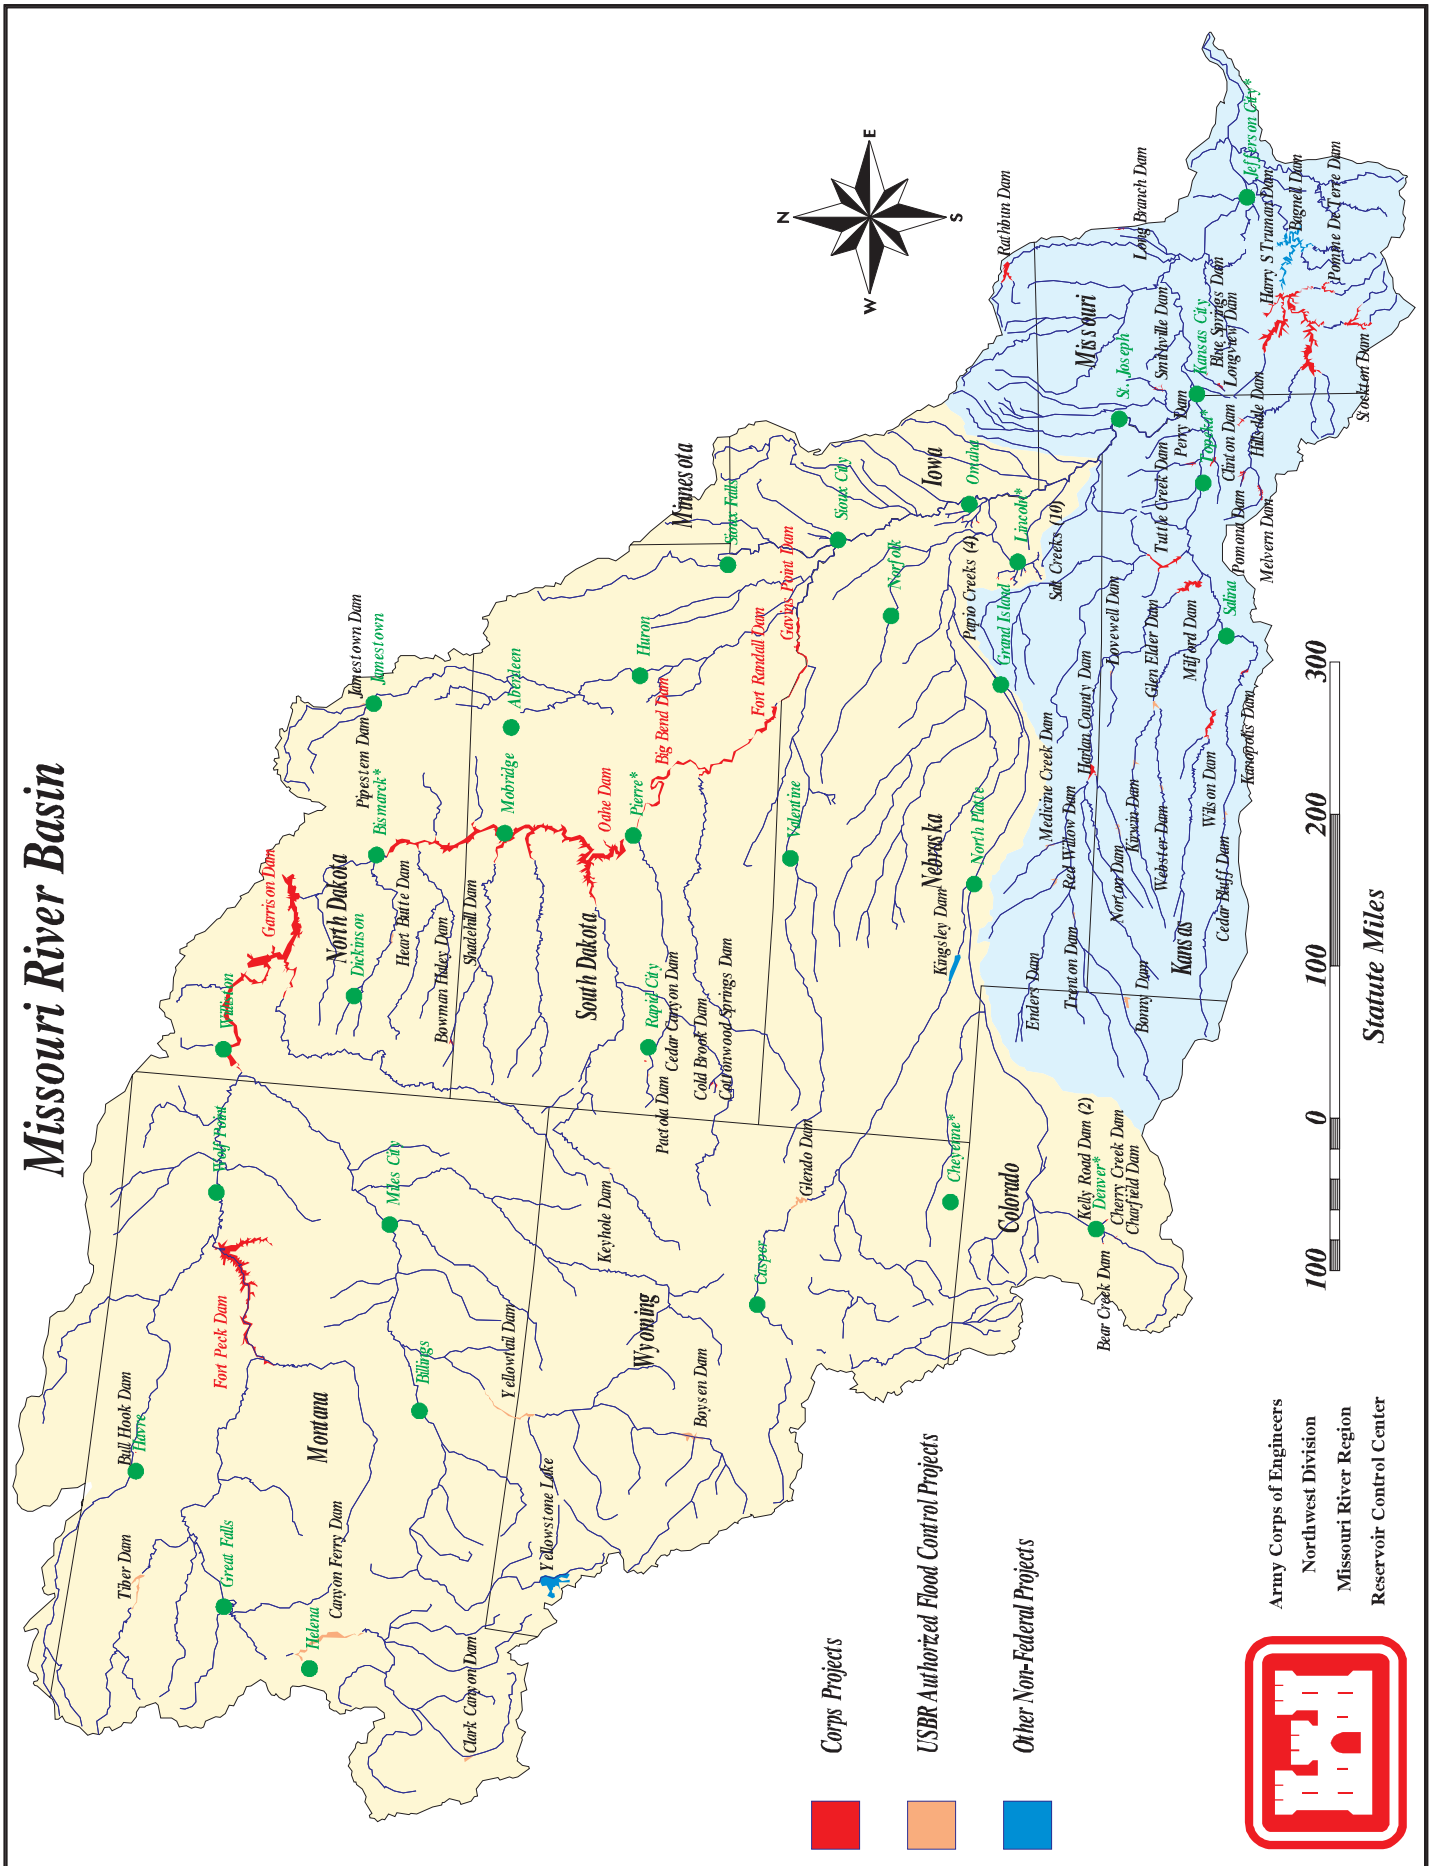 Missouri River Basin
Tiber Dam
Bull Hook Dam
Havre
Great Falls
Fort Peck Dam
Wolf Point
Williston
Garrison Dam
Helena
Canyon Ferry Dam
Montana
Dickinson
North Dakota
Bismarck*
Pipestem Dam
Jamestown Dam
Jamestown
Billings
Miles City
Heart Butte Dam
Bowman Haley Dam
Shadehill Dam
Mobridge
Aberdeen
Clark Canyon Dam
Yellowtail Dam
Yellowstone Lake
Keyhole Dam
South Dakota
Oahe Dam
Pierre*
Huron
Big Bend Dam
Wyoming
Boysen Dam
Rapid City
Pactola Dam
Cedar Canyon Dam
Cold Brook Dam
Cottonwood Springs Dam
Fort Randall Dam
Gavins Point Dam
Minnesota
Sioux Falls
Casper
Glendo Dam
Valentine
Sioux City
Norfolk
Iowa
Omaha
Cheyenne*
Kingsley Dam
Nebraska
North Platte
Papio Creeks (4)
Lincoln*
Grand Island
Salt Creeks (10)
Rathbun Dam
Colorado
Enders Dam
Medicine Creek Dam
Red Willow Dam
Trenton Dam
Harlan County Dam
Lovewell Dam
Kelly Road Dam (2)
Denver*
Cherry Creek Dam
Charfield Dam
Bear Creek Dam
Bonny Dam
Norton Dam
Kirwin Dam
Webster Dam
Glen Elder Dam
Tuttle Creek Dam
Milford Dam
Perry Dam
Topeka*
Missouri
St. Joseph
Smithville Dam
Long Branch Dam
Kansas City
Blue Springs Dam
Longview Dam
Kansas
Cedar Bluff Dam
Wilson Dam
Kanopolis Dam
Salina
Clinton Dam
Pomona Dam
Hillsdale Dam
Melvern Dam
Jefferson City*
Harry S Truman Dam
Bagnell Dam
Pomme De Terre Dam
Stockton Dam
N
E
S
W
100
0
100
200
300
Statute Miles
Corps Projects
USBR Authorized Flood Control Projects
Other Non-Federal Projects
Army Corps of Engineers
Northwest Division
Missouri River Region
Reservoir Control Center